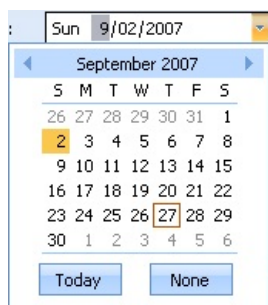 : Sun 9/02/2007
September 2007
S M T W T F S
26 27 28 29 30 31 1
2 3 4 5 6 7 8
9 10 11 12 13 14 15
16 17 18 19 20 21 22
23 24 25 26 27 28 29
30 1 2 3 4 5 6
Today None